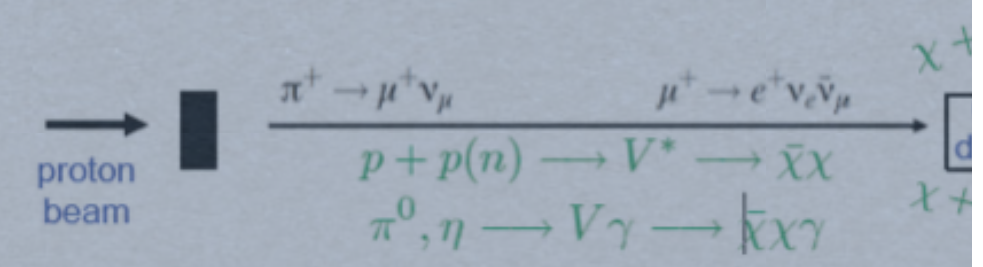 π⁺ → μ⁺ν_μ
μ⁺ → e⁺ν_e ν̄_μ
χ +
proton
beam
p + p(n) ⟶ V* ⟶ χ̄χ
d
π⁰, η ⟶ Vγ ⟶ χ̄χγ
χ +